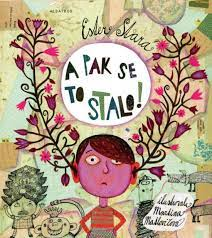 ALBATROS
Ester Stará
A PAK SE
TO STALO!
ilustrovala
Martina
Matlovičová